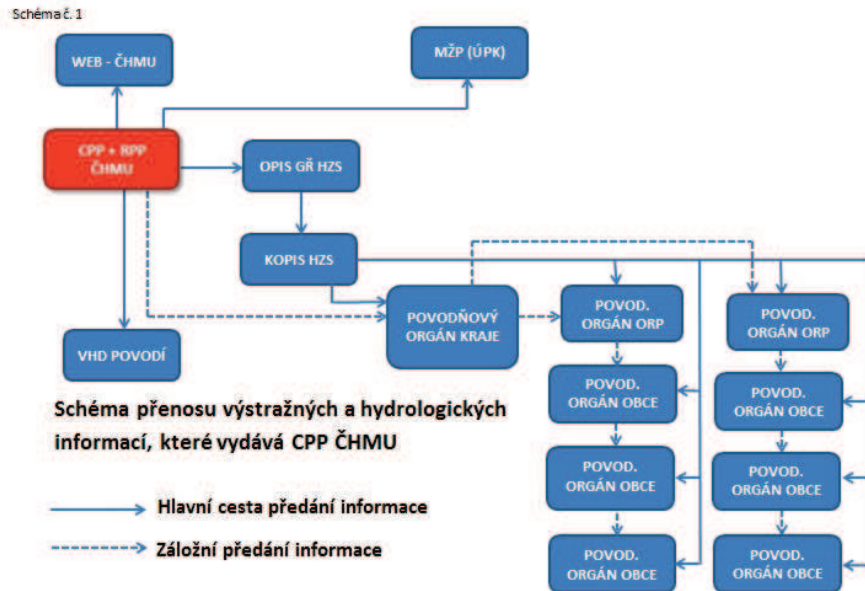 Schéma č. 1
WEB - ČHMU
MŽP (ÚPK)
CPP + RPP
ČHMU
OPIS GŘ HZS
KOPIS HZS
POVODŇOVÝ
ORGÁN KRAJE
POVOD.
ORGÁN ORP
POVOD.
ORGÁN ORP
VHD POVODÍ
POVOD.
ORGÁN OBCE
POVOD.
ORGÁN OBCE
Schéma přenosu výstražných a hydrologických
informací, které vydává CPP ČHMU
POVOD.
ORGÁN OBCE
POVOD.
ORGÁN OBCE
Hlavní cesta předání informace
Záložní předání informace
POVOD.
ORGÁN OBCE
POVOD.
ORGÁN OBCE